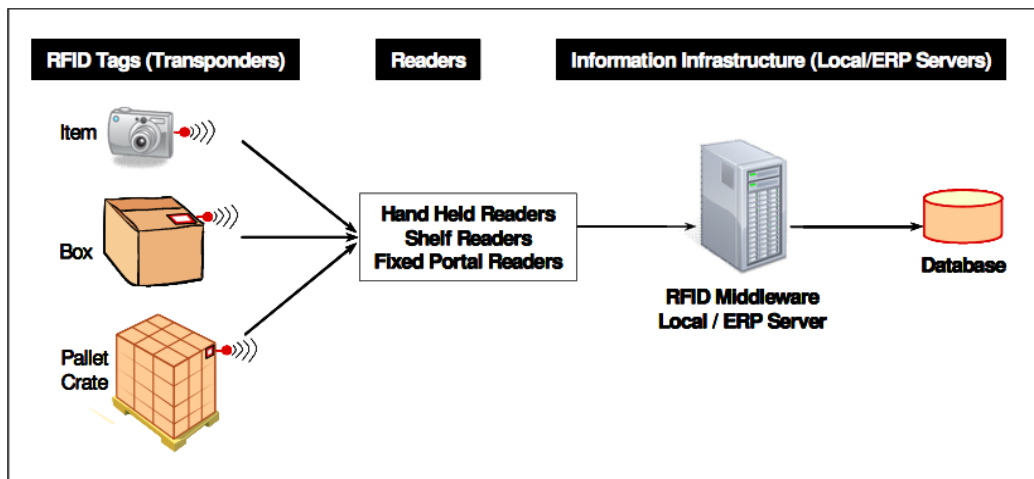 RFID Tags (Transponders)
Readers
Information Infrastructure (Local/ERP Servers)
Item
Box
Pallet
Crate
Hand Held Readers
Shelf Readers
Fixed Portal Readers
RFID Middleware
Local / ERP Server
Database